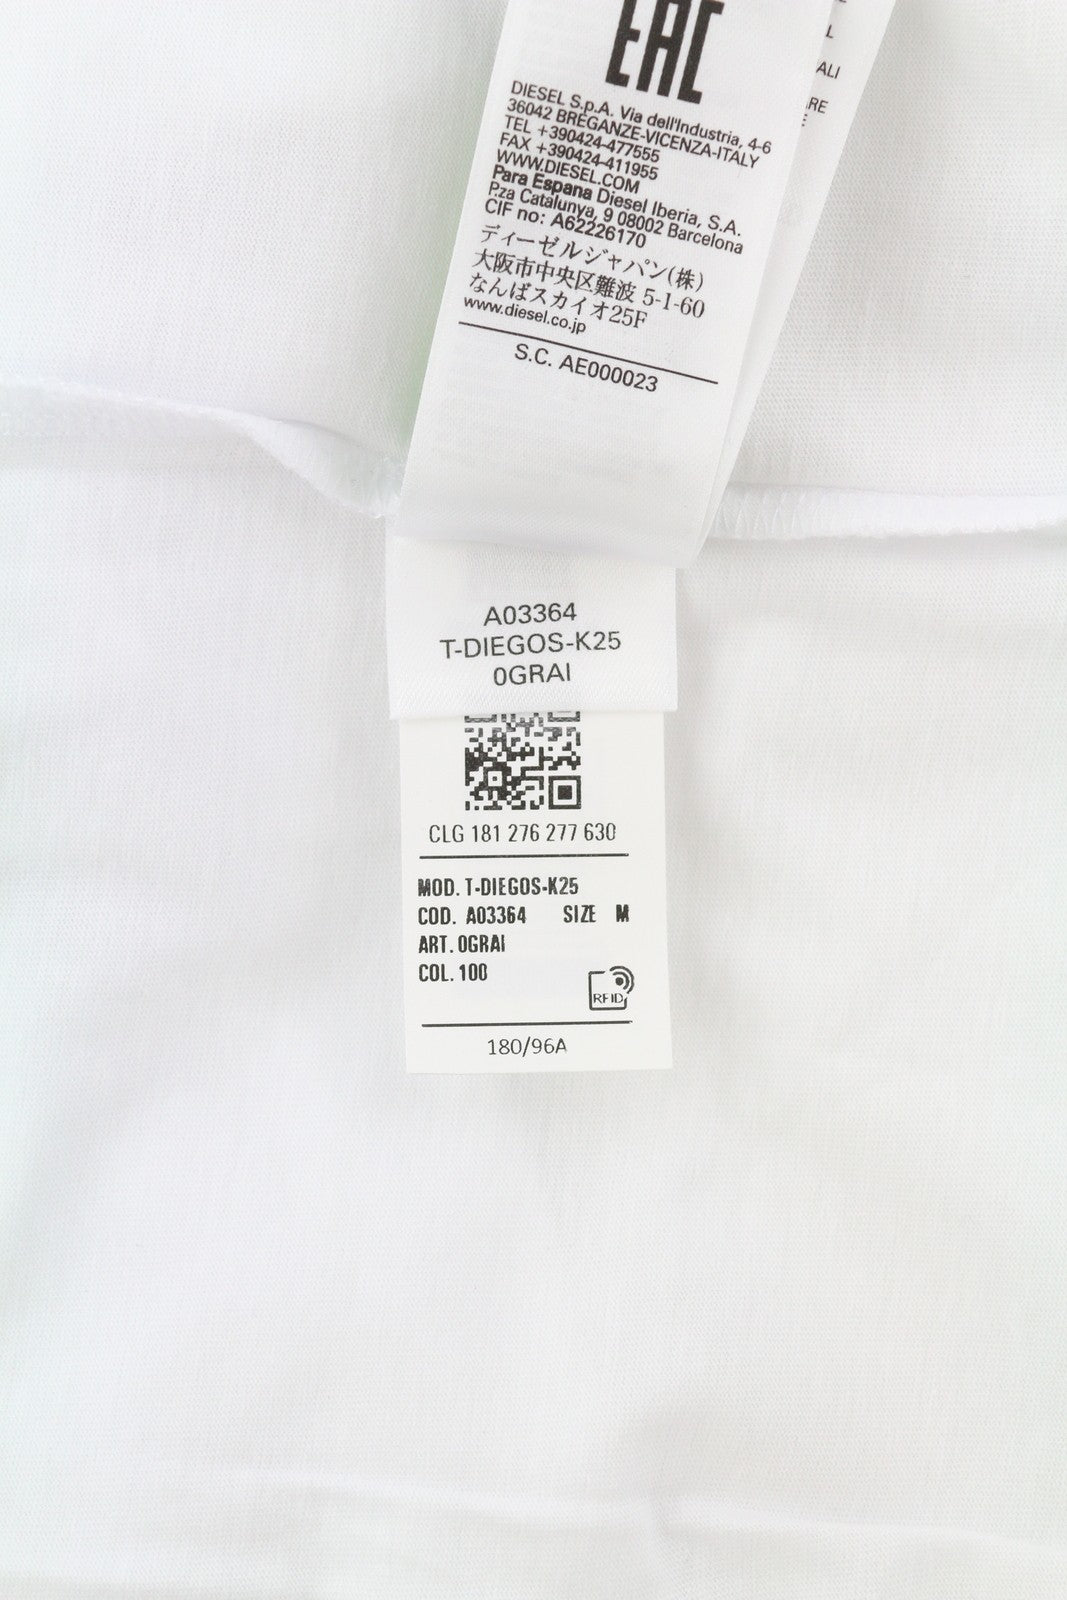 EAC
DIESEL S.p.A. Via dell'Industria, 4-6
36042 BREGANZE-VICENZA-ITALY
TEL +390424-477555
FAX +390424-411955
WWW.DIESEL.COM
Para Espana Diesel Iberia, S.A.
P.za Catalunya, 9 08002 Barcelona
CIF no: A62226170
ディーゼルジャパン(株)
大阪市中央区難波 5-1-60
なんばスカイオ25F
www.diesel.co.jp
S.C. AE000023
A03364
T-DIEGOS-K25
0GRAI
CLG 181 276 277 630
MOD. T-DIEGOS-K25
COD. A03364 SIZE M
ART. 0GRAI
COL. 100
RFID
180/96A